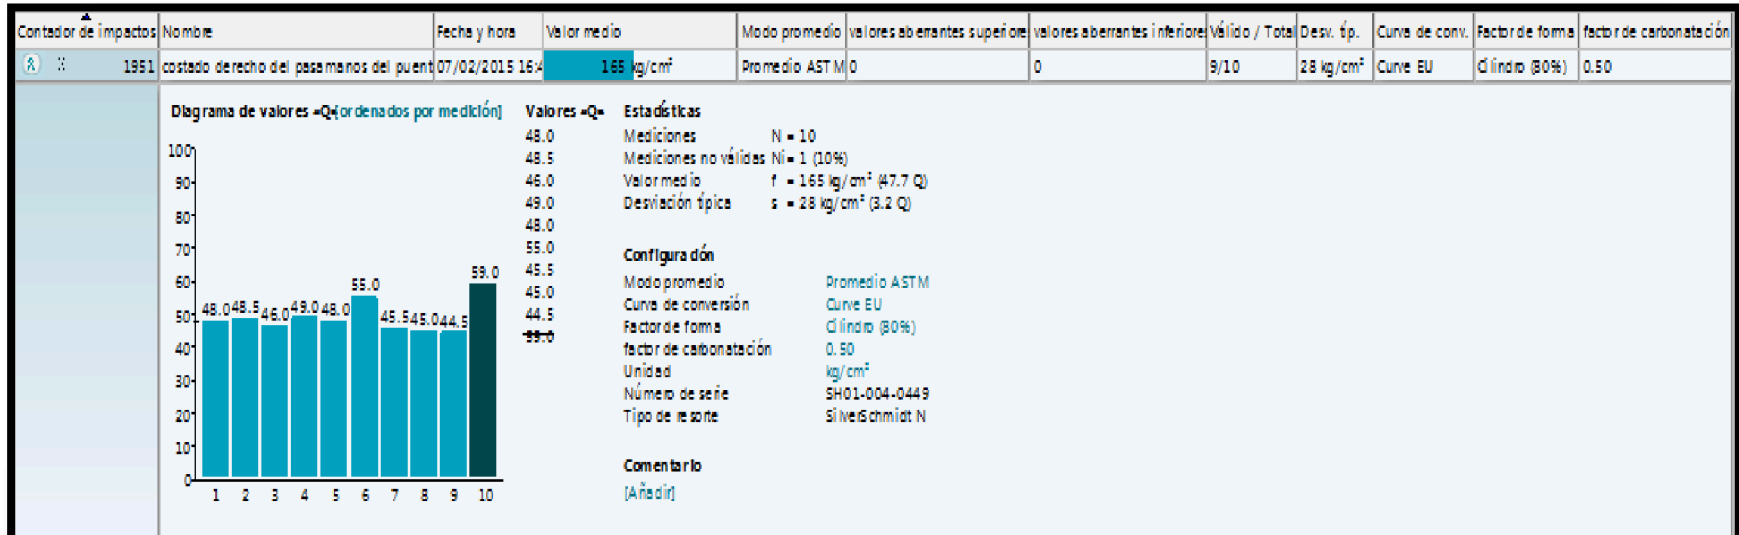 Contador de impactos Nombre Fecha y hora Valor medio Modo promedio valores aberrantes superiore valores aberrantes inferiore Válido / Total Desv. típ. Curva de conv. Factor de forma factor de carbonatación
1951 costado derecho del pasamanos del puent 07/02/2015 16:4 165 kg/cm² Promedio ASTM 0 0 9/10 28 kg/cm² Curve EU Cilindro (80%) 0.50
Diagrama de valores «Q» [ordenados por medición]
100
90
80
70
60
50
40
30
20
10
0
48.0 48.5 46.0 49.0 48.0 55.0 45.5 45.0 44.5 59.0
1 2 3 4 5 6 7 8 9 10
Valores «Q»
48.0
48.5
46.0
49.0
48.0
55.0
45.5
45.0
44.5
59.0
Estadísticas
Mediciones N = 10
Mediciones no válidas Ni = 1 (10%)
Valor medio f = 165 kg/cm² (47.7 Q)
Desviación típica s = 28 kg/cm² (3.2 Q)
Configuración
Modo promedio Promedio ASTM
Curva de conversión Curve EU
Factor de forma Cilindro (80%)
factor de carbonatación 0.50
Unidad kg/cm²
Número de serie SH01-004-0449
Tipo de resorte SilverSchmidt N
Comentario
[Añadir]